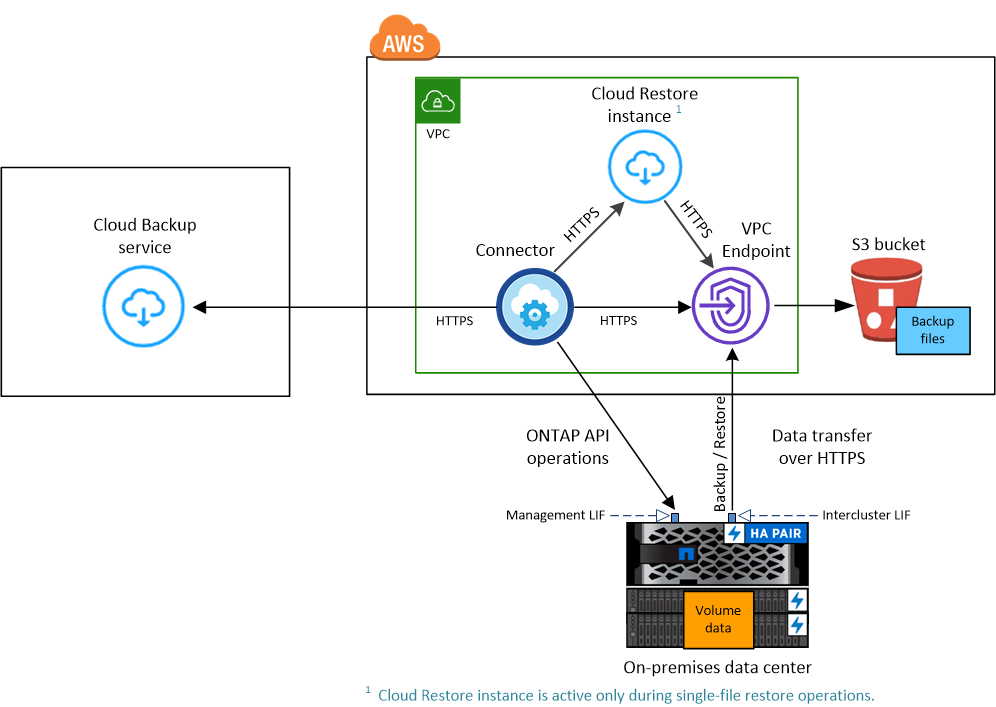 AWS
VPC
Cloud Restore
instance 1
HTTPS
HTTPS
VPC
Endpoint
Connector
Cloud Backup
service
S3 bucket
Backup
files
HTTPS
HTTPS
ONTAP API
operations
Backup / Restore
Data transfer
over HTTPS
Management LIF
Intercluster LIF
HA PAIR
Volume
data
On-premises data center
1 Cloud Restore instance is active only during single-file restore operations.